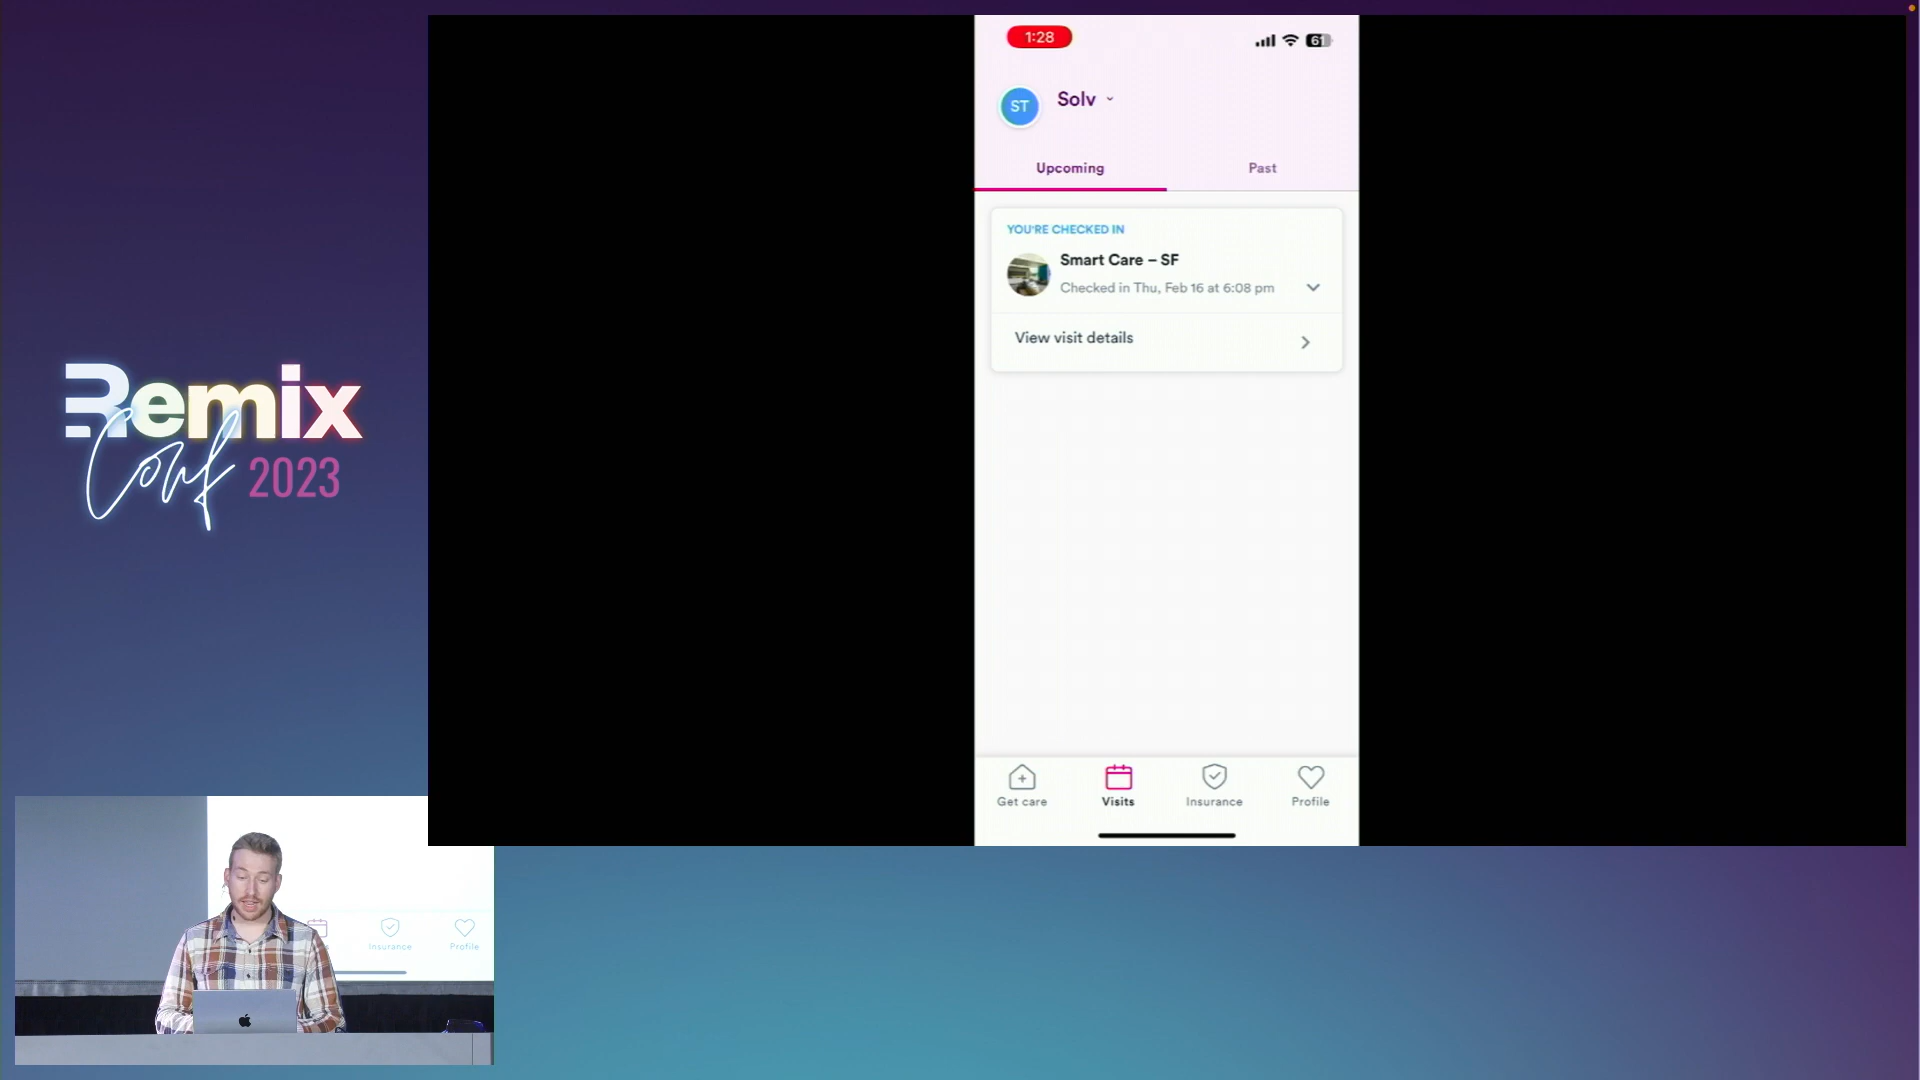 Remix
Conf 2023
1:28
61
ST
Solv
Upcoming
Past
YOU'RE CHECKED IN
Smart Care – SF
Checked in Thu, Feb 16 at 6:08 pm
View visit details
Get care
Visits
Insurance
Profile
Insurance
Profile